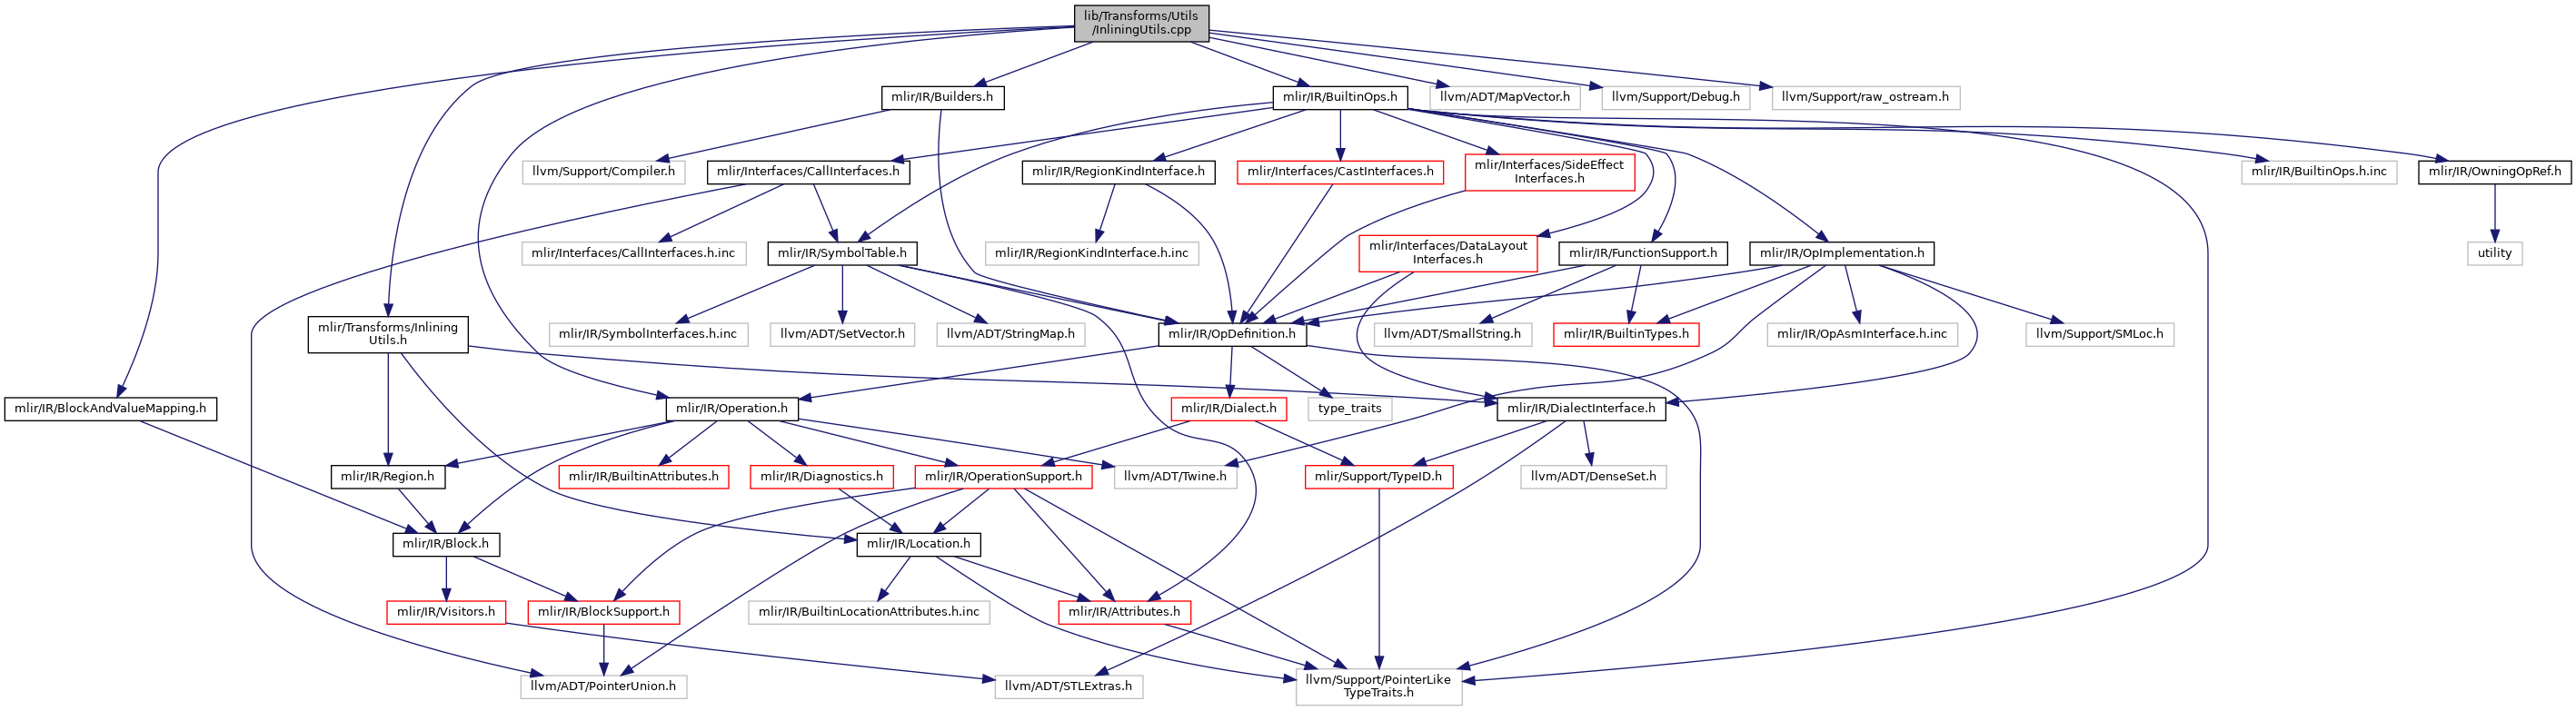 lib/Transforms/Utils
/InliningUtils.cpp
mlir/IR/Builders.h
mlir/IR/BuiltinOps.h
llvm/ADT/MapVector.h
llvm/Support/Debug.h
llvm/Support/raw_ostream.h
llvm/Support/Compiler.h
mlir/Interfaces/CallInterfaces.h
mlir/IR/RegionKindInterface.h
mlir/Interfaces/CastInterfaces.h
mlir/Interfaces/SideEffect
Interfaces.h
mlir/IR/BuiltinOps.h.inc
mlir/IR/OwningOpRef.h
mlir/Interfaces/CallInterfaces.h.inc
mlir/IR/SymbolTable.h
mlir/IR/RegionKindInterface.h.inc
mlir/Interfaces/DataLayout
Interfaces.h
mlir/IR/FunctionSupport.h
mlir/IR/OpImplementation.h
utility
mlir/Transforms/Inlining
Utils.h
mlir/IR/SymbolInterfaces.h.inc
llvm/ADT/SetVector.h
llvm/ADT/StringMap.h
mlir/IR/OpDefinition.h
llvm/ADT/SmallString.h
mlir/IR/BuiltinTypes.h
mlir/IR/OpAsmInterface.h.inc
llvm/Support/SMLoc.h
mlir/IR/BlockAndValueMapping.h
mlir/IR/Operation.h
mlir/IR/Dialect.h
type_traits
mlir/IR/DialectInterface.h
mlir/IR/Region.h
mlir/IR/BuiltinAttributes.h
mlir/IR/Diagnostics.h
mlir/IR/OperationSupport.h
llvm/ADT/Twine.h
mlir/Support/TypeID.h
llvm/ADT/DenseSet.h
mlir/IR/Block.h
mlir/IR/Location.h
mlir/IR/Visitors.h
mlir/IR/BlockSupport.h
mlir/IR/BuiltinLocationAttributes.h.inc
mlir/IR/Attributes.h
llvm/ADT/PointerUnion.h
llvm/ADT/STLExtras.h
llvm/Support/PointerLike
TypeTraits.h